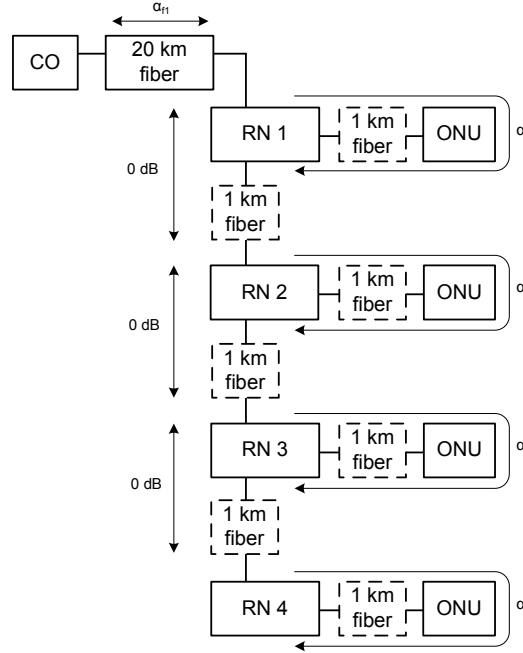 αf1
CO
20 km
fiber
RN 1
1 km
fiber
ONU
α
0 dB
1 km
fiber
RN 2
1 km
fiber
ONU
α
0 dB
1 km
fiber
RN 3
1 km
fiber
ONU
α
0 dB
1 km
fiber
RN 4
1 km
fiber
ONU
α